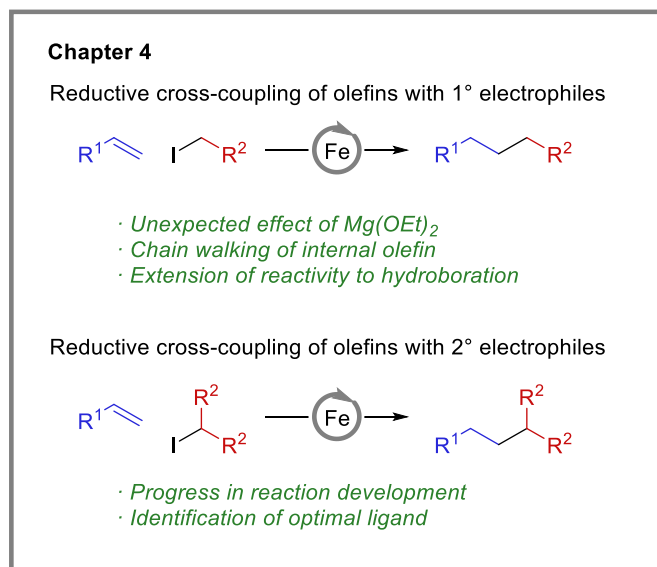 Chapter 4
Reductive cross-coupling of olefins with 1° electrophiles
R¹ I R² Fe R¹ R²
· Unexpected effect of Mg(OEt)₂
· Chain walking of internal olefin
· Extension of reactivity to hydroboration
Reductive cross-coupling of olefins with 2° electrophiles
R² R²
R¹ I R² Fe R¹ R²
· Progress in reaction development
· Identification of optimal ligand